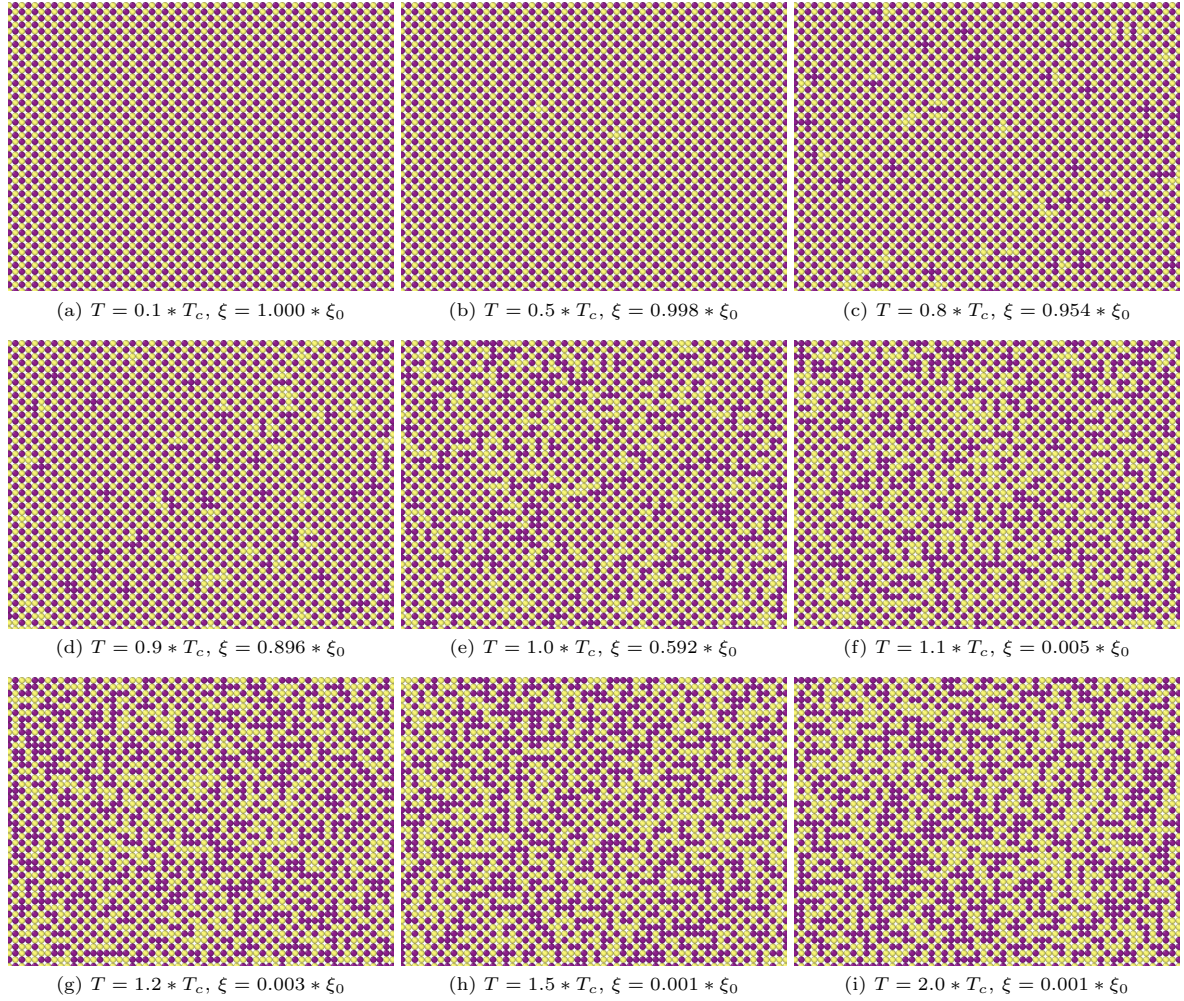 (a) T = 0.1 * T_c, ξ = 1.000 * ξ_0
(b) T = 0.5 * T_c, ξ = 0.998 * ξ_0
(c) T = 0.8 * T_c, ξ = 0.954 * ξ_0
(d) T = 0.9 * T_c, ξ = 0.896 * ξ_0
(e) T = 1.0 * T_c, ξ = 0.592 * ξ_0
(f) T = 1.1 * T_c, ξ = 0.005 * ξ_0
(g) T = 1.2 * T_c, ξ = 0.003 * ξ_0
(h) T = 1.5 * T_c, ξ = 0.001 * ξ_0
(i) T = 2.0 * T_c, ξ = 0.001 * ξ_0